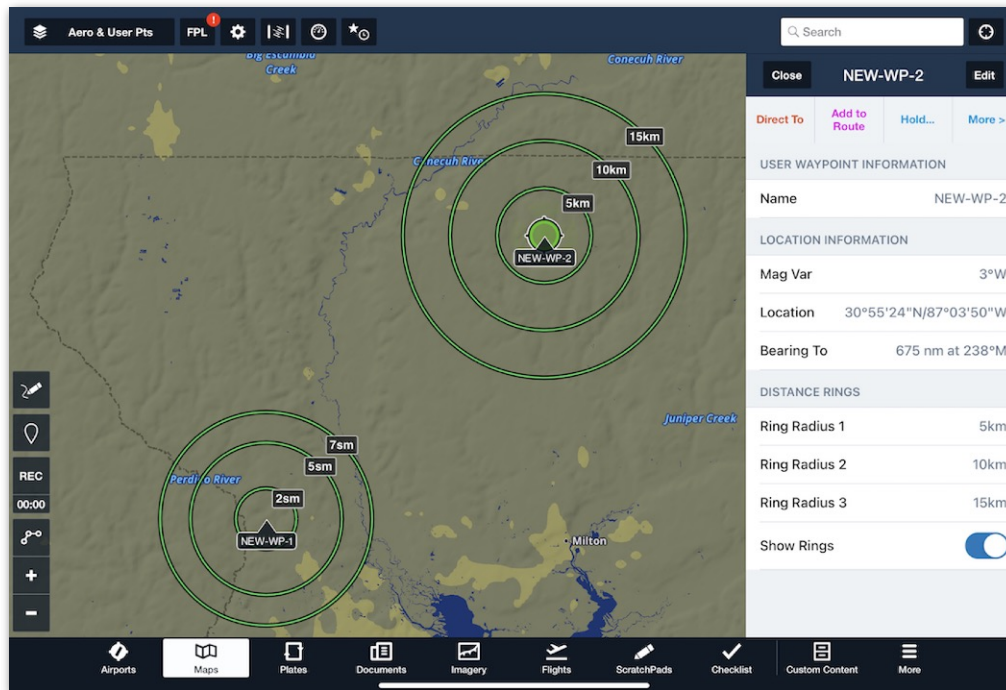 Aero & User Pts
FPL
!
Search
Close
NEW-WP-2
Edit
Direct To
Add to
Route
Hold...
More >
USER WAYPOINT INFORMATION
Name NEW-WP-2
LOCATION INFORMATION
Mag Var 3°W
Location 30°55'24"N/87°03'50"W
Bearing To 675 nm at 238°M
DISTANCE RINGS
Ring Radius 1 5km
Ring Radius 2 10km
Ring Radius 3 15km
Show Rings
Big Escambia
Creek
Conecuh River
15km
Conecuh River
10km
5km
NEW-WP-2
Juniper Creek
7sm
5sm
Perdido River
2sm
NEW-WP-1
Milton
REC
00:00
Airports
Maps
Plates
Documents
Imagery
Flights
ScratchPads
Checklist
Custom Content
More